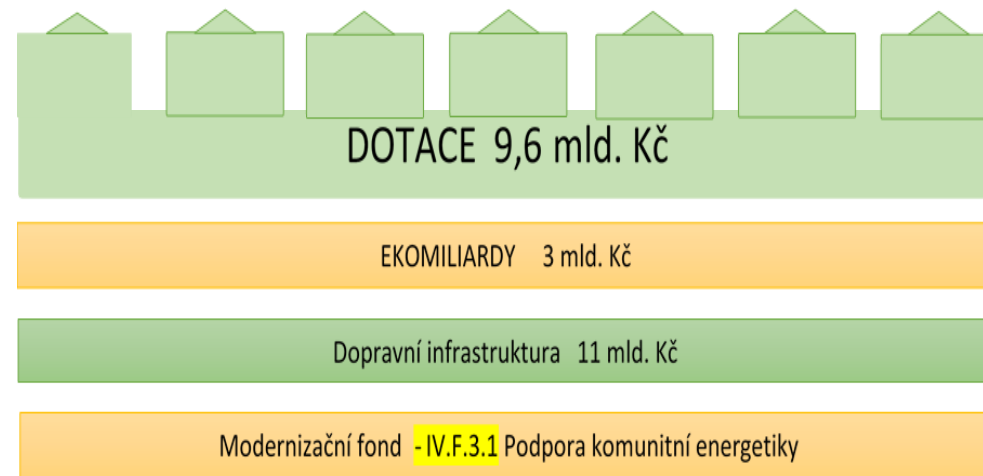 DOTACE 9,6 mld. Kč
EKOMILIARDY 3 mld. Kč
Dopravní infrastruktura 11 mld. Kč
Modernizační fond - IV.F.3.1 Podpora komunitní energetiky